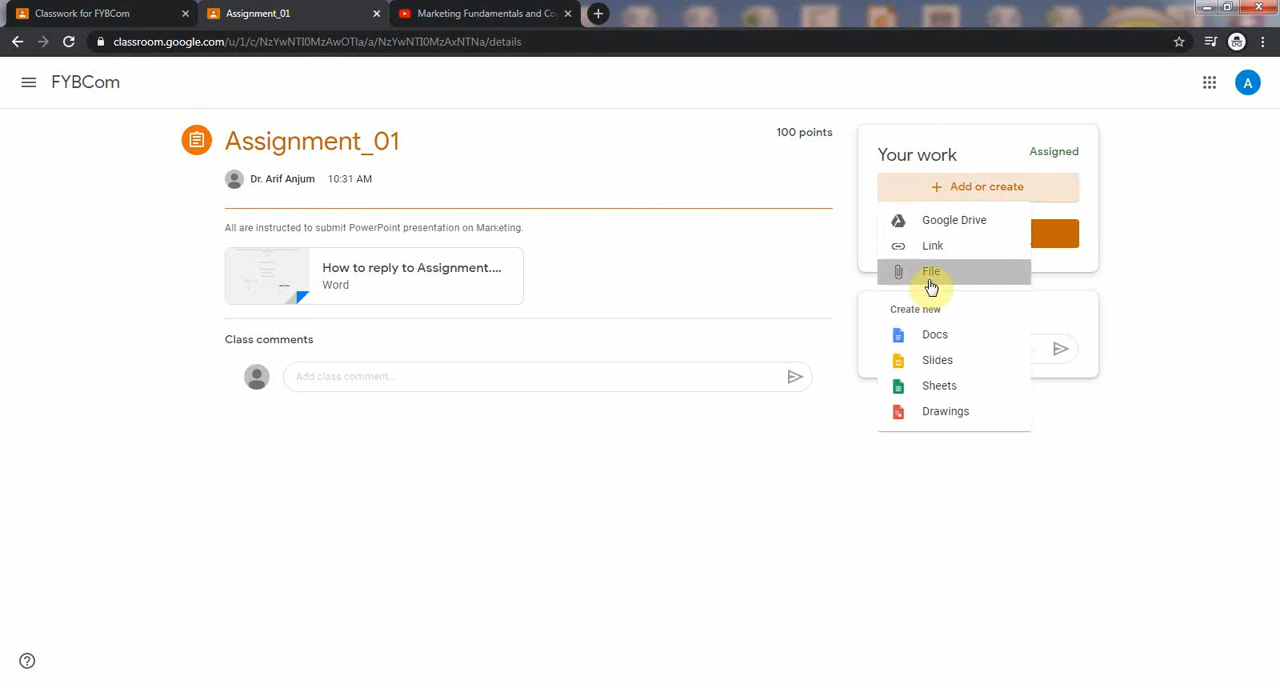 Classwork for FYBCom
Assignment_01
Marketing Fundamentals and Co
classroom.google.com/u/1/c/NzYwNTI0MzAwOTIa/a/NzYwNTI0MzAxNTNa/details
FYBCom
A
Assignment_01
100 points
Dr. Arif Anjum 10:31 AM
All are instructed to submit PowerPoint presentation on Marketing.
How to reply to Assignment....
Word
Class comments
Add class comment...
Your work
Assigned
+ Add or create
Google Drive
Link
File
Create new
Docs
Slides
Sheets
Drawings